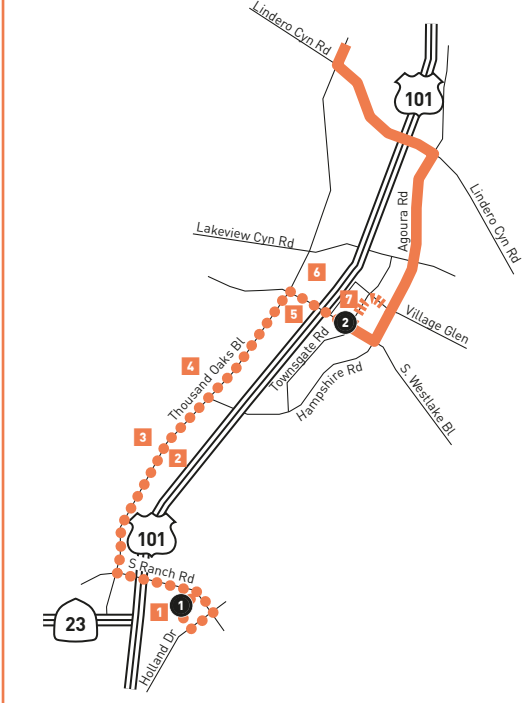 Lindero Cyn Rd
101
Agoura Rd
Lindero Cyn Rd
Lakeview Cyn Rd
6
7
5
2
Village Glen
Townsgate Rd
4
Thousand Oaks Bl
Hampshire Rd
S. Westlake Bl.
3
2
101
S Ranch Rd
1
1
23
Holland Dr